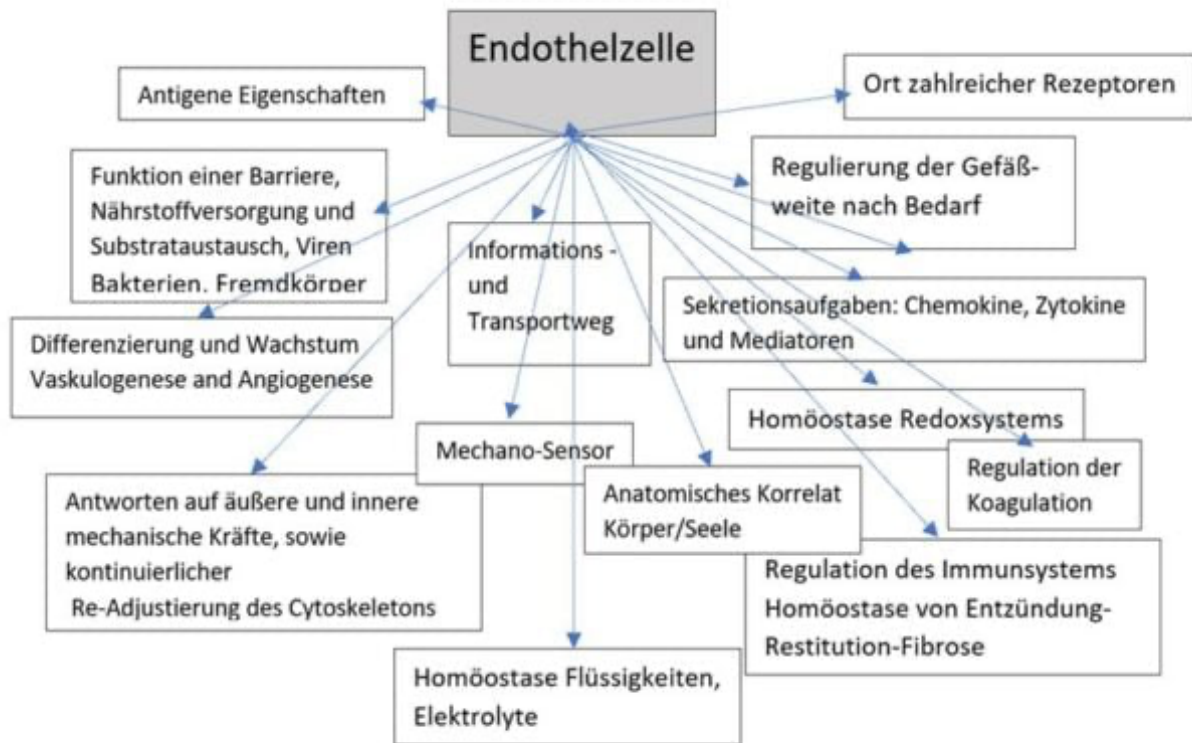 Endothelzelle
Antigene Eigenschaften
Ort zahlreicher Rezeptoren
Funktion einer Barriere,
Nährstoffversorgung und
Substrataustausch, Viren
Bakterien, Fremdkörper
Regulierung der Gefäß-
weite nach Bedarf
Informations -
und
Transportweg
Sekretionsaufgaben: Chemokine, Zytokine
und Mediatoren
Differenzierung und Wachstum
Vaskulogenese and Angiogenese
Homöostase Redoxsystems
Mechano-Sensor
Regulation der
Koagulation
Antworten auf äußere und innere
mechanische Kräfte, sowie
kontinuierlicher
Re-Adjustierung des Cytoskeletons
Anatomisches Korrelat
Körper/Seele
Regulation des Immunsystems
Homöostase von Entzündung-
Restitution-Fibrose
Homöostase Flüssigkeiten,
Elektrolyte